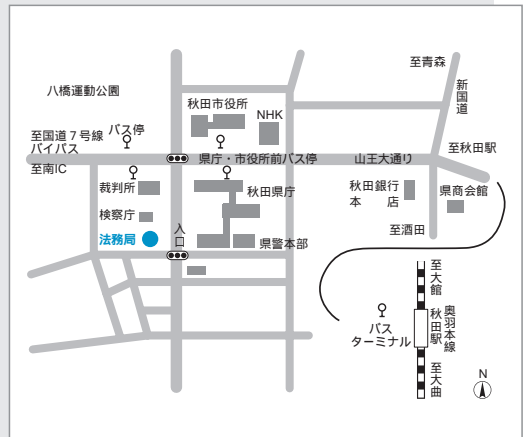 至青森
新国道
八橋運動公園
秋田市役所
NHK
至国道７号線
バイパス
バス停
至秋田駅
県庁・市役所前バス停
山王大通り
至南IC
裁判所
秋田県庁
秋田銀行
本店
県商会館
検察庁
入口
法務局
県警本部
至酒田
至大館
奥羽本線
秋田駅
バス
ターミナル
至大曲
N